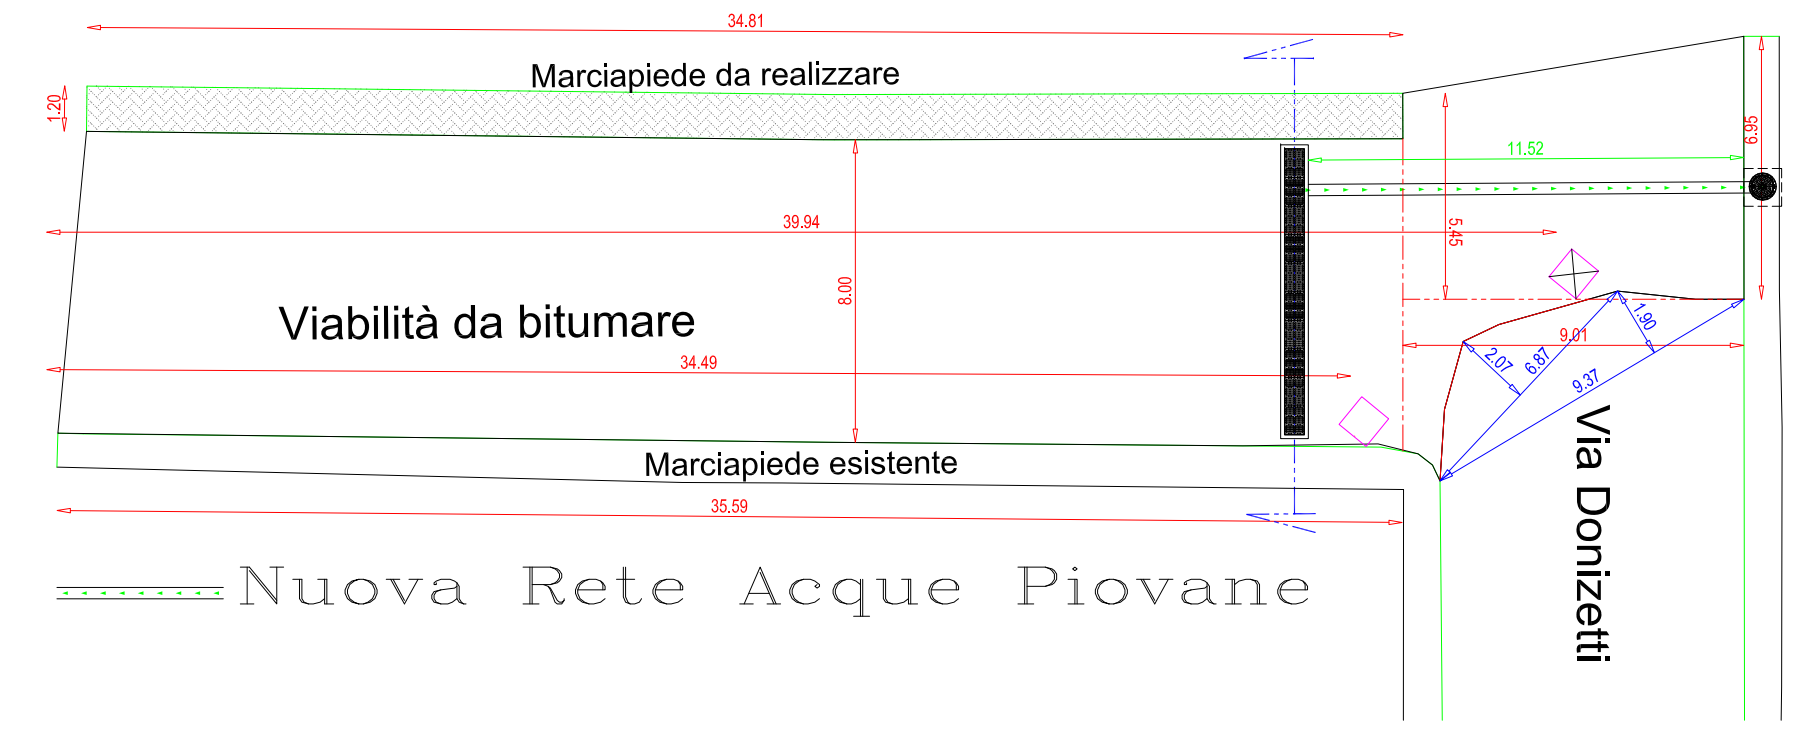 34.81
Marciapiede da realizzare
1.20
6.95
11.52
39.94
5.45
8.00
Viabilità da bitumare
1.90
9.01
2.07
6.87
34.49
9.37
Marciapiede esistente
Via Donizetti
35.59
Nuova Rete Acque Piovane